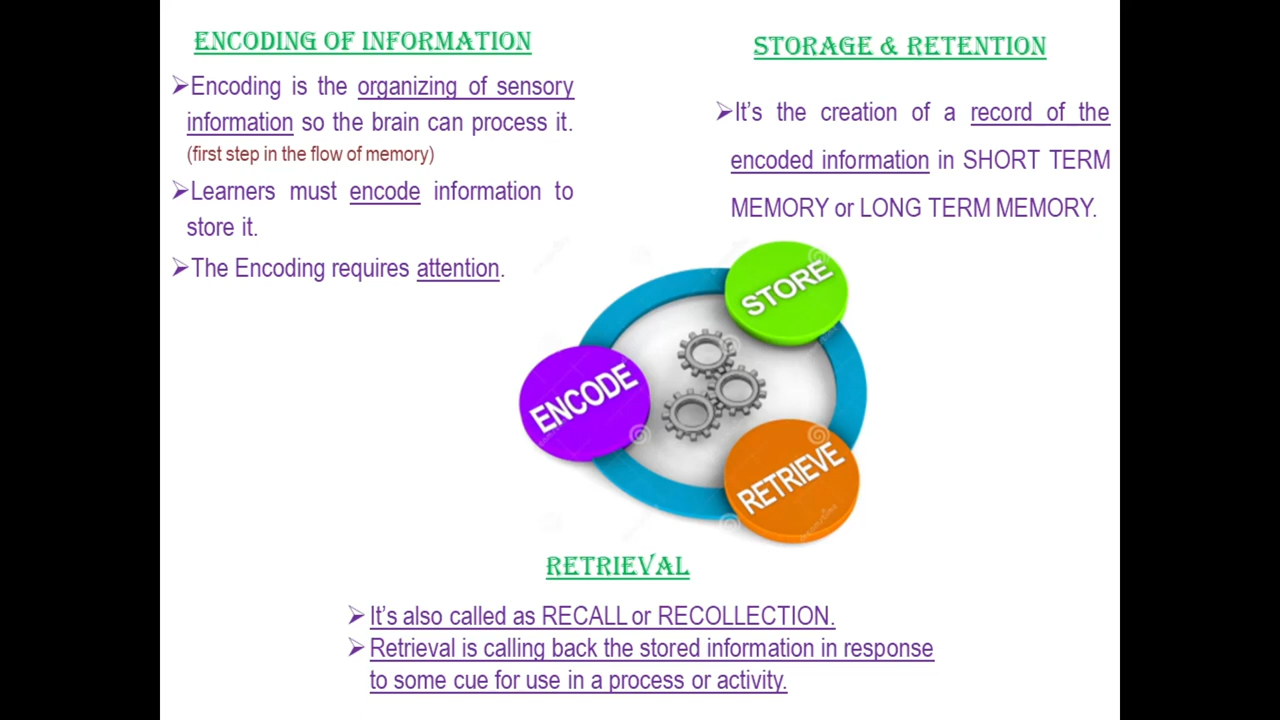 ENCODING OF INFORMATION
➢Encoding is the organizing of sensory
information so the brain can process it.
(first step in the flow of memory)
➢Learners must encode information to
store it.
➢The Encoding requires attention.
STORAGE & RETENTION
➢It's the creation of a record of the
encoded information in SHORT TERM
MEMORY or LONG TERM MEMORY.
STORE
ENCODE
RETRIEVE
RETRIEVAL
➢ It's also called as RECALL or RECOLLECTION.
➢ Retrieval is calling back the stored information in response
to some cue for use in a process or activity.